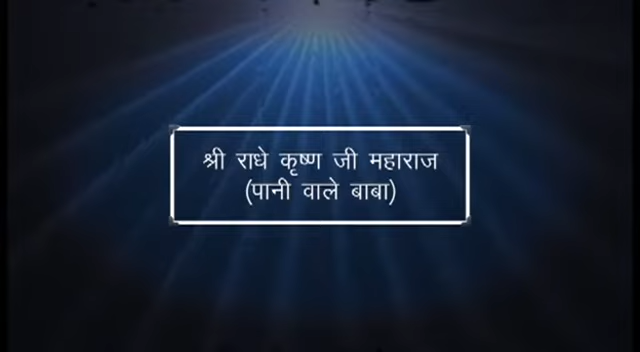 श्री राधे कृष्ण जी महाराज
(पानी वाले बाबा)